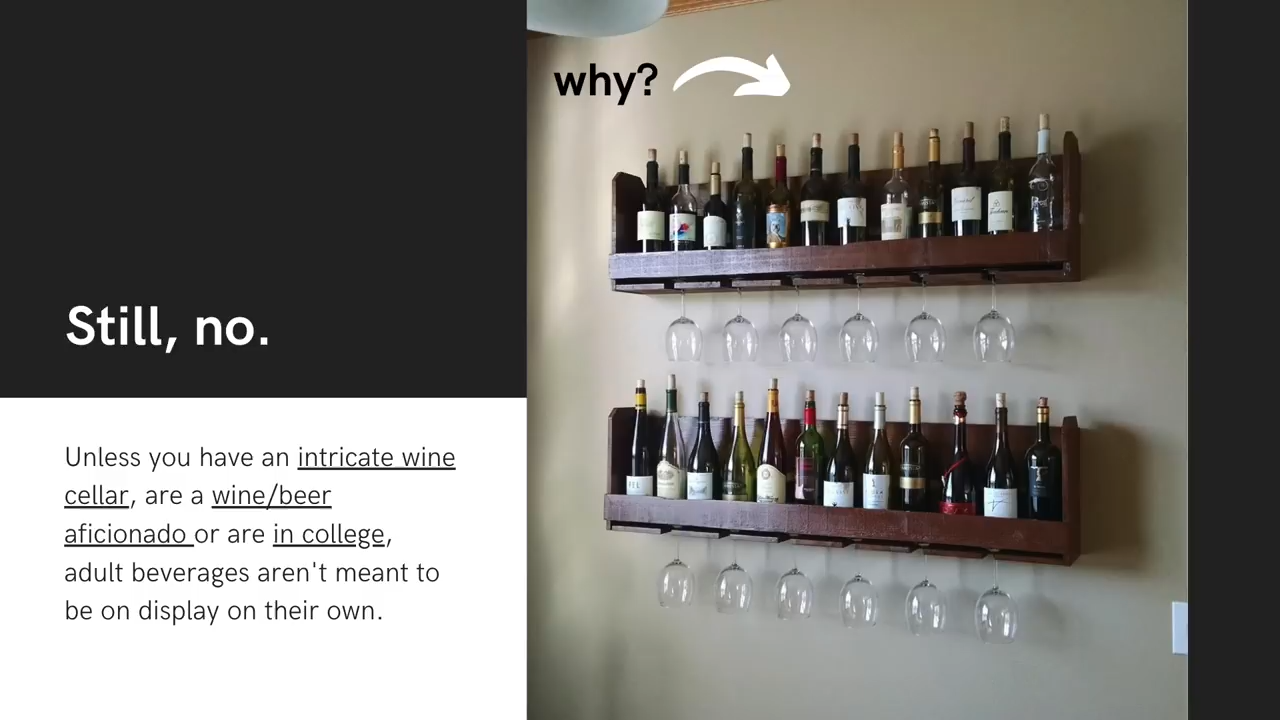 why?
Still, no.
Unless you have an intricate wine
cellar, are a wine/beer
aficionado or are in college,
adult beverages aren't meant to
be on display on their own.